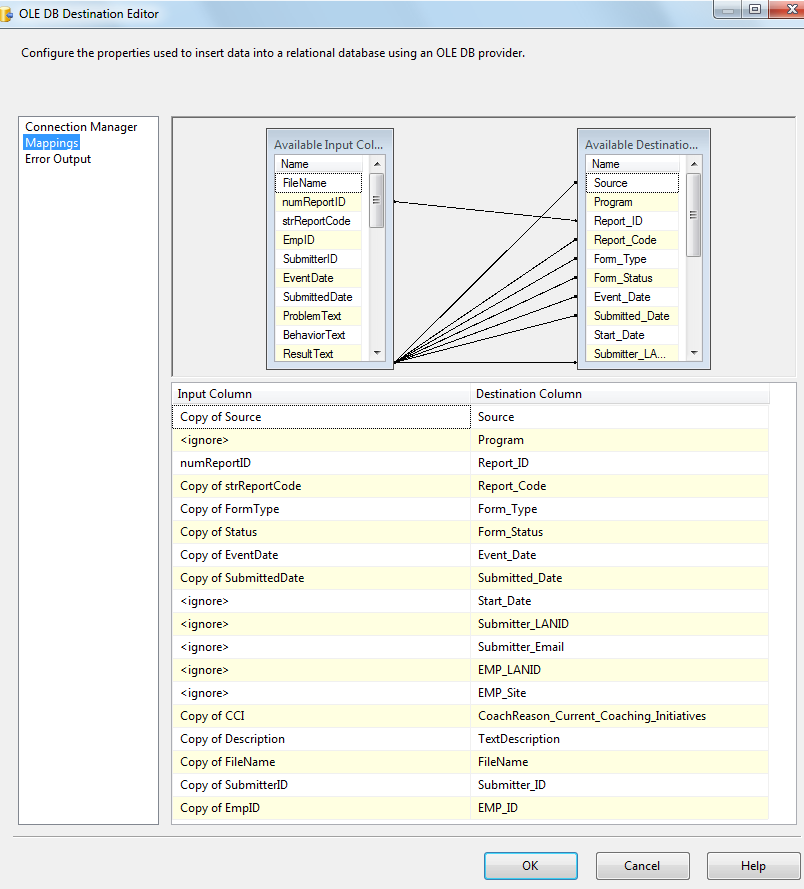 OLE DB Destination Editor
Configure the properties used to insert data into a relational database using an OLE DB provider.
Connection Manager
Mappings
Error Output
Available Input Col...
Name
FileName
numReportID
strReportCode
EmpID
SubmitterID
EventDate
SubmittedDate
ProblemText
BehaviorText
ResultText
Available Destinatio...
Name
Source
Program
Report_ID
Report_Code
Form_Type
Form_Status
Event_Date
Submitted_Date
Start_Date
Submitter_LA...
Input Column Destination Column
Copy of Source Source
<ignore> Program
numReportID Report_ID
Copy of strReportCode Report_Code
Copy of FormType Form_Type
Copy of Status Form_Status
Copy of EventDate Event_Date
Copy of SubmittedDate Submitted_Date
<ignore> Start_Date
<ignore> Submitter_LANID
<ignore> Submitter_Email
<ignore> EMP_LANID
<ignore> EMP_Site
Copy of CCI CoachReason_Current_Coaching_Initiatives
Copy of Description TextDescription
Copy of FileName FileName
Copy of SubmitterID Submitter_ID
Copy of EmpID EMP_ID
OK Cancel Help